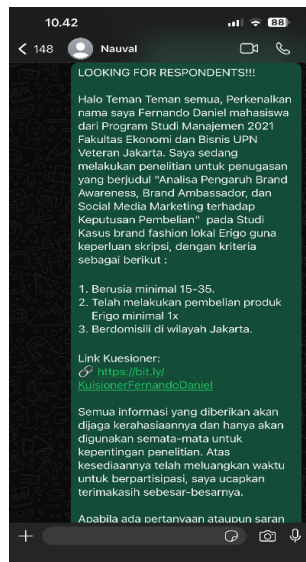 10.42
88
148
Nauval
LOOKING FOR RESPONDENTS!!!
Halo Teman Teman semua, Perkenalkan
nama saya Fernando Daniel mahasiswa
dari Program Studi Manajemen 2021
Fakultas Ekonomi dan Bisnis UPN
Veteran Jakarta. Saya sedang
melakukan penelitian untuk penugasan
yang berjudul "Analisa Pengaruh Brand
Awareness, Brand Ambassador, dan
Social Media Marketing terhadap
Keputusan Pembelian" pada Studi
Kasus brand fashion lokal Erigo guna
keperluan skripsi, dengan kriteria
sebagai berikut :
1. Berusia minimal 15-35.
2. Telah melakukan pembelian produk
Erigo minimal 1x
3. Berdomisili di wilayah Jakarta.
Link Kuesioner:
🔗 https://bit.ly/
KuisionerFernandoDaniel
Semua informasi yang diberikan akan
dijaga kerahasiaannya dan hanya akan
digunakan semata-mata untuk
kepentingan penelitian. Atas
kesediaannya telah meluangkan waktu
untuk berpartisipasi, saya ucapkan
terimakasih sebesar-besarnya.
Apabila ada pertanyaan ataupun saran